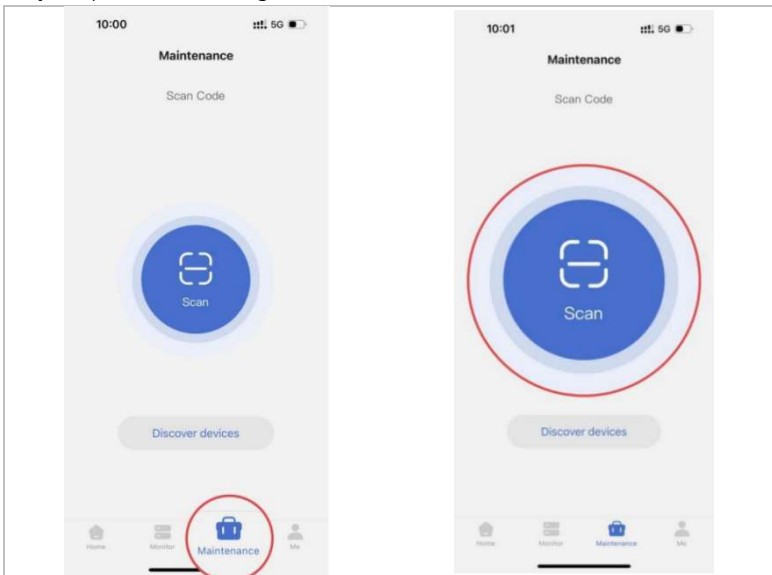 10:00
5G
Maintenance
Scan Code
Scan
Discover devices
Home
Monitor
Maintenance
Me
10:01
5G
Maintenance
Scan Code
Scan
Discover devices
Home
Monitor
Maintenance
Me